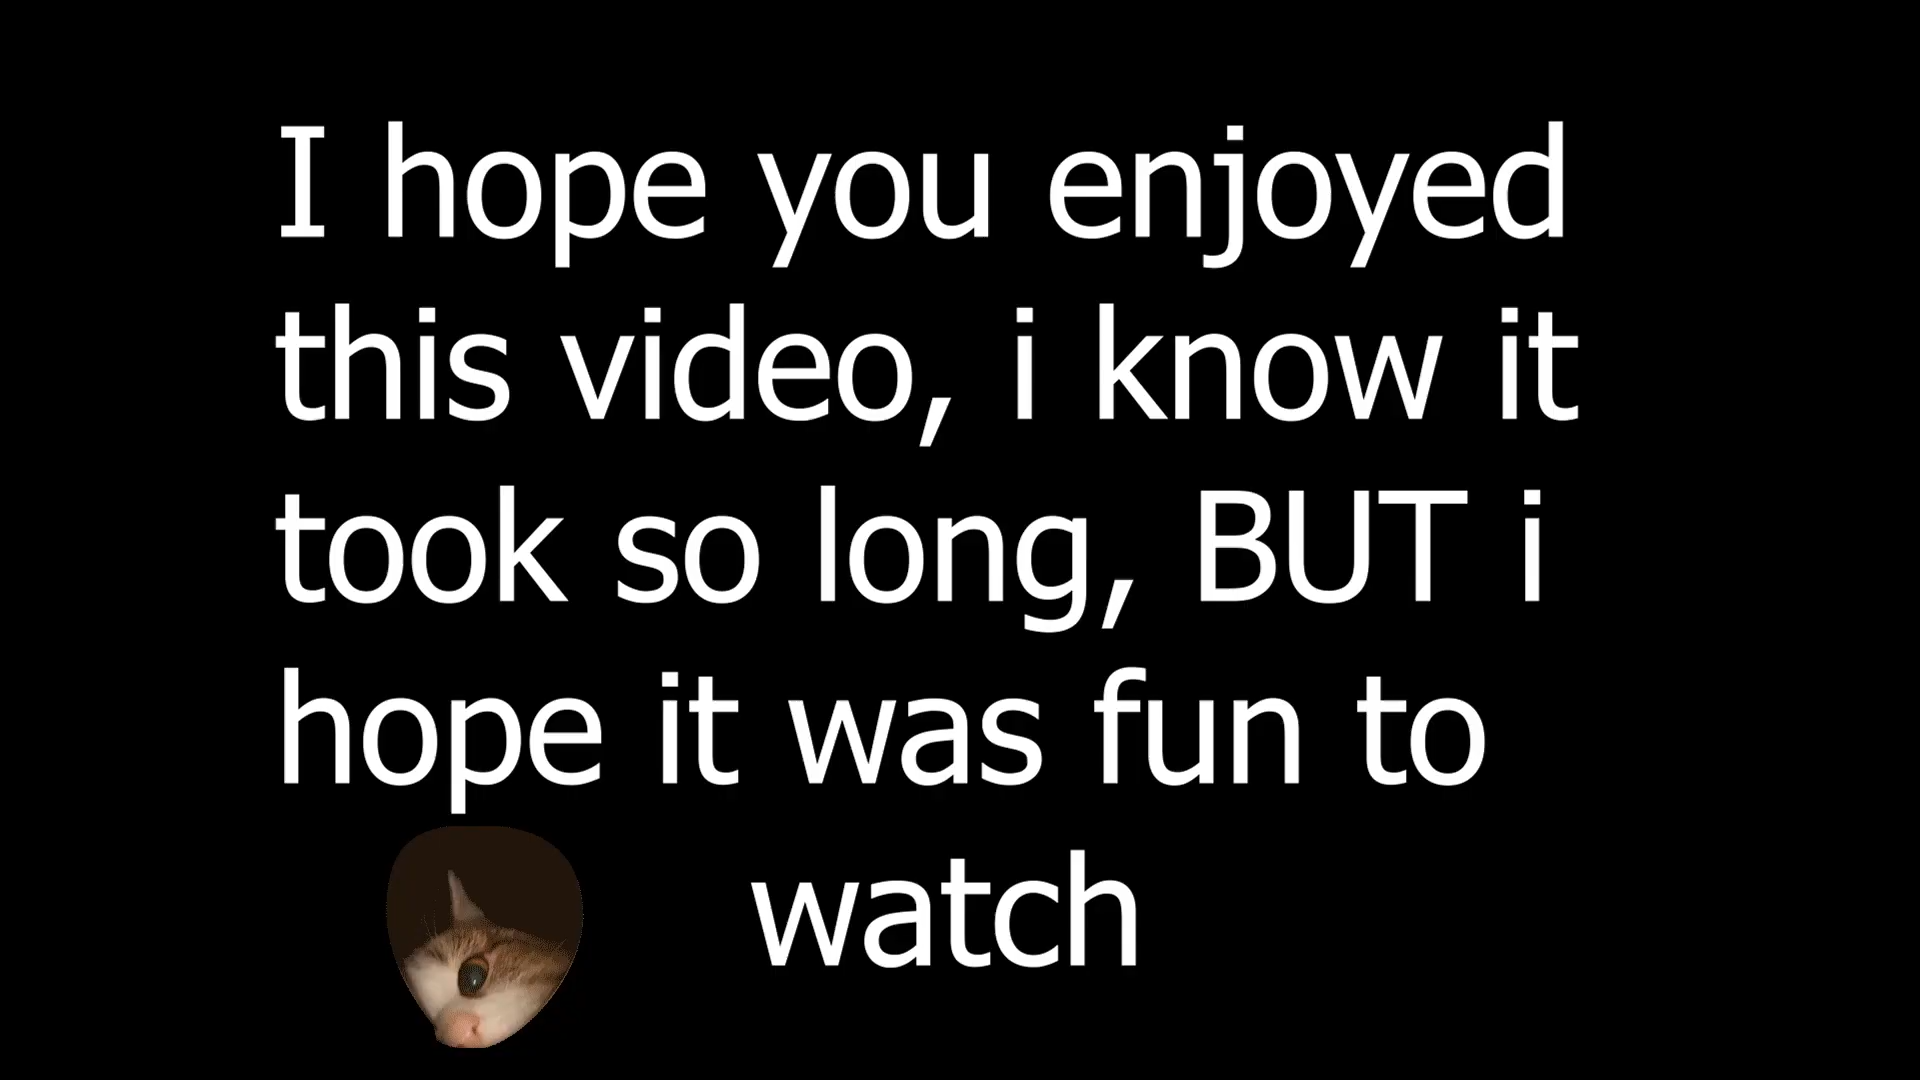 I hope you enjoyed
this video, i know it
took so long, BUT i
hope it was fun to
watch